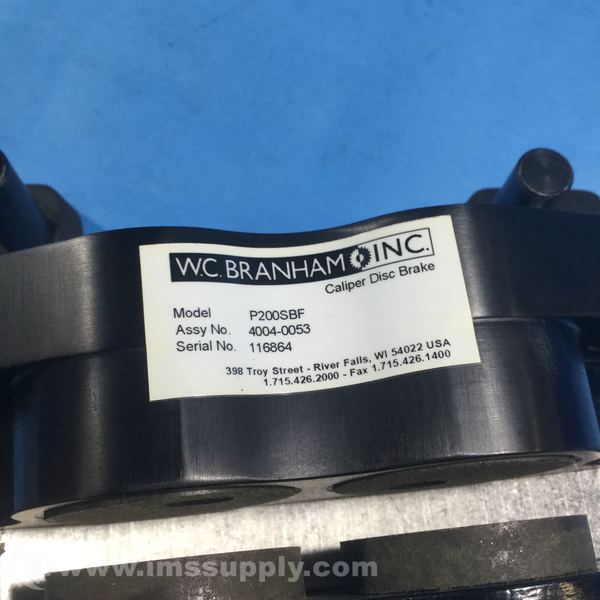 W.C. BRANHAM INC.
Caliper Disc Brake
Model P200SBF
Assy No. 4004-0053
Serial No. 116864
398 Troy Street - River Falls, WI 54022 USA
1.715.426.2000 - Fax 1.715.426.1400
www.imssupply.com